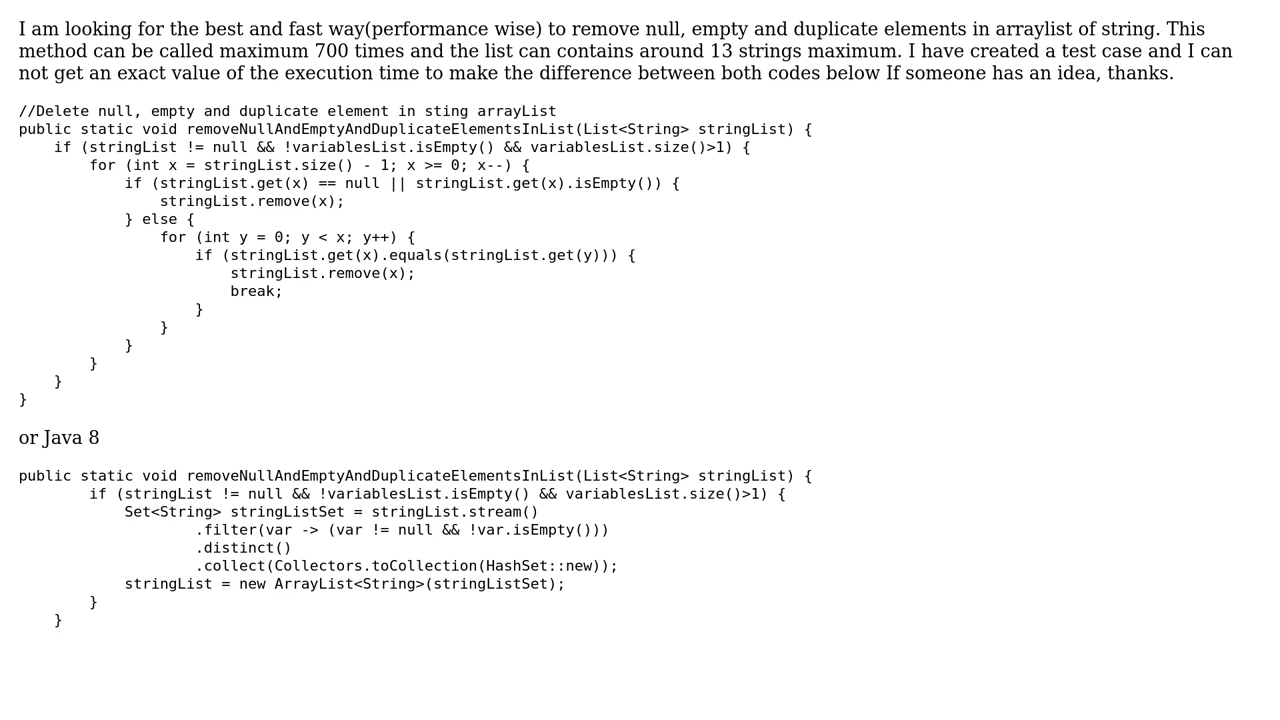 I am looking for the best and fast way(performance wise) to remove null, empty and duplicate elements in arraylist of string. This
method can be called maximum 700 times and the list can contains around 13 strings maximum. I have created a test case and I can
not get an exact value of the execution time to make the difference between both codes below If someone has an idea, thanks.
//Delete null, empty and duplicate element in sting arrayList
public static void removeNullAndEmptyAndDuplicateElementsInList(List<String> stringList) {
    if (stringList != null && !variablesList.isEmpty() && variablesList.size()>1) {
        for (int x = stringList.size() - 1; x >= 0; x--) {
            if (stringList.get(x) == null || stringList.get(x).isEmpty()) {
                stringList.remove(x);
            } else {
                for (int y = 0; y < x; y++) {
                    if (stringList.get(x).equals(stringList.get(y))) {
                        stringList.remove(x);
                        break;
                    }
                }
            }
        }
    }
}
or Java 8
public static void removeNullAndEmptyAndDuplicateElementsInList(List<String> stringList) {
        if (stringList != null && !variablesList.isEmpty() && variablesList.size()>1) {
            Set<String> stringListSet = stringList.stream()
                    .filter(var -> (var != null && !var.isEmpty()))
                    .distinct()
                    .collect(Collectors.toCollection(HashSet::new));
            stringList = new ArrayList<String>(stringListSet);
        }
    }